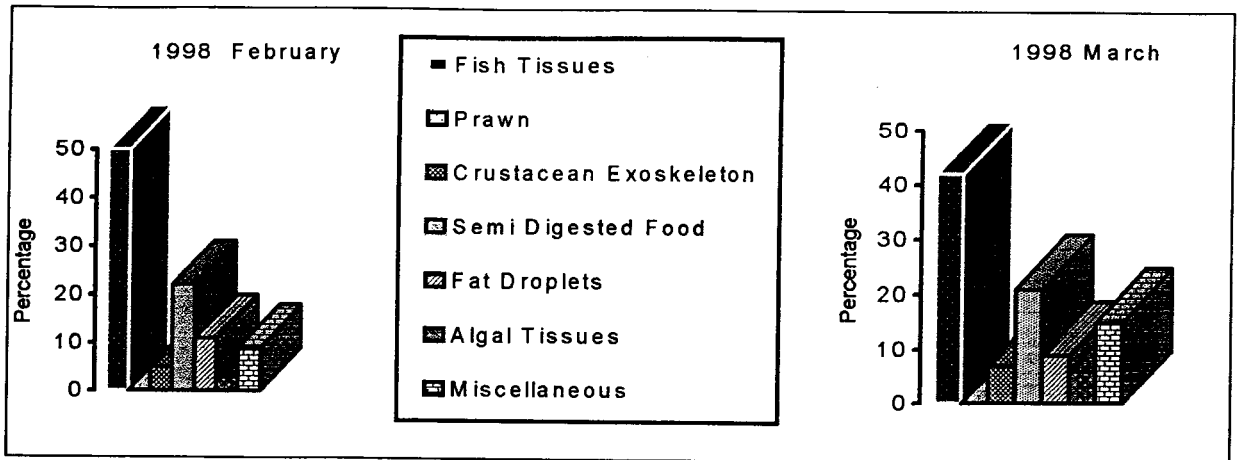 1998 February
50
40
30
20
10
0
Percentage
Fish Tissues
Prawn
Crustacean Exoskeleton
Semi Digested Food
Fat Droplets
Algal Tissues
Miscellaneous
1998 March
50
40
30
20
10
0
Percentage